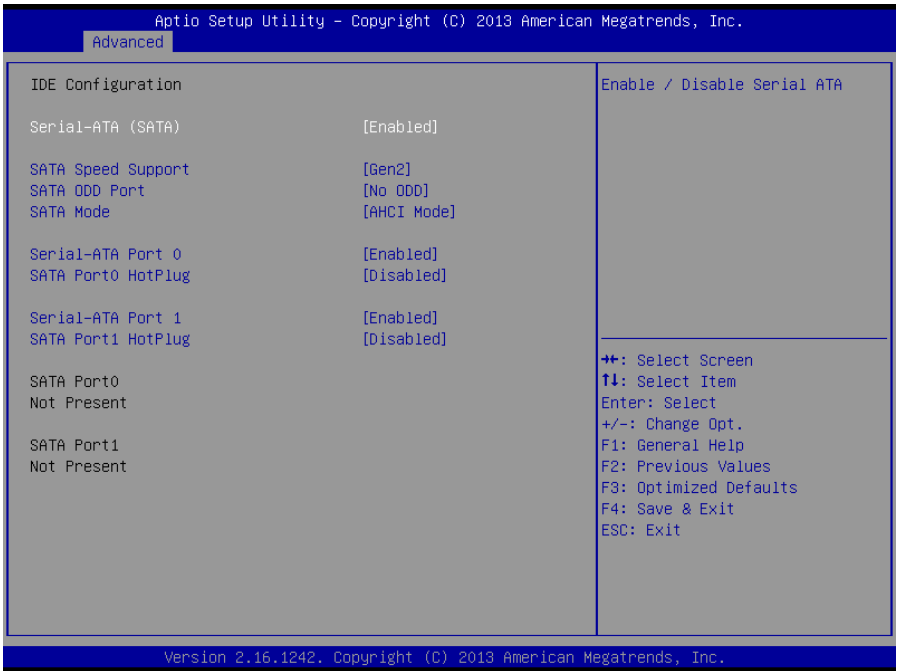 Aptio Setup Utility – Copyright (C) 2013 American Megatrends, Inc.
Advanced
IDE Configuration
Serial-ATA (SATA) [Enabled]
SATA Speed Support [Gen2]
SATA ODD Port [No ODD]
SATA Mode [AHCI Mode]
Serial-ATA Port 0 [Enabled]
SATA Port0 HotPlug [Disabled]
Serial-ATA Port 1 [Enabled]
SATA Port1 HotPlug [Disabled]
SATA Port0
Not Present
SATA Port1
Not Present
Enable / Disable Serial ATA
→←: Select Screen
↑↓: Select Item
Enter: Select
+/-: Change Opt.
F1: General Help
F2: Previous Values
F3: Optimized Defaults
F4: Save & Exit
ESC: Exit
Version 2.16.1242. Copyright (C) 2013 American Megatrends, Inc.